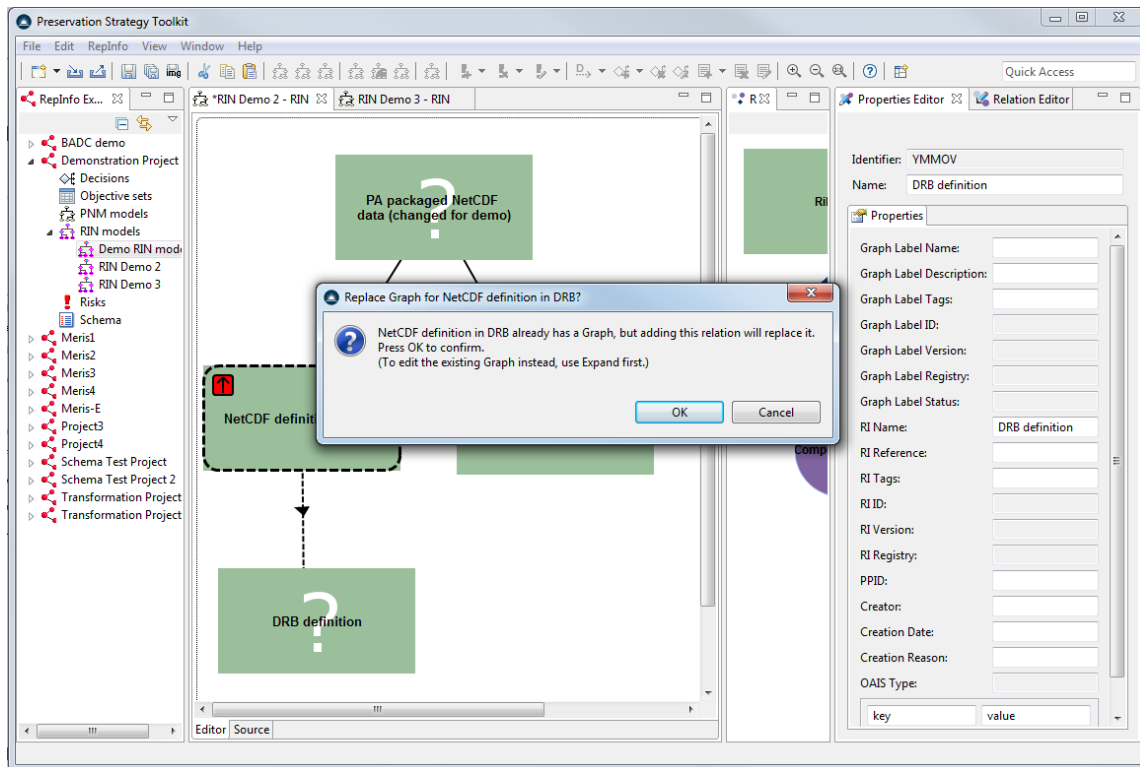 Preservation Strategy Toolkit
File Edit RepInfo View Window Help
Quick Access
RepInfo Ex...
*RIN Demo 2 - RIN
RIN Demo 3 - RIN
R
Properties Editor
Relation Editor
BADC demo
Demonstration Project
Decisions
Objective sets
PNM models
RIN models
Demo RIN mode
RIN Demo 2
RIN Demo 3
Risks
Schema
Meris1
Meris2
Meris3
Meris4
Meris-E
Project3
Project4
Schema Test Project
Schema Test Project 2
Transformation Project
Transformation Project
PA packaged NetCDF
data (changed for demo)
?
NetCDF definiti
DRB definition
?
Editor Source
Comp
Replace Graph for NetCDF definition in DRB?
NetCDF definition in DRB already has a Graph, but adding this relation will replace it.
Press OK to confirm.
(To edit the existing Graph instead, use Expand first.)
OK Cancel
Identifier: YMMOV
Name: DRB definition
Properties
Graph Label Name:
Graph Label Description:
Graph Label Tags:
Graph Label ID:
Graph Label Version:
Graph Label Registry:
Graph Label Status:
RI Name: DRB definition
RI Reference:
RI Tags:
RI ID:
RI Version:
RI Registry:
PPID:
Creator:
Creation Date:
Creation Reason:
OAIS Type:
key value